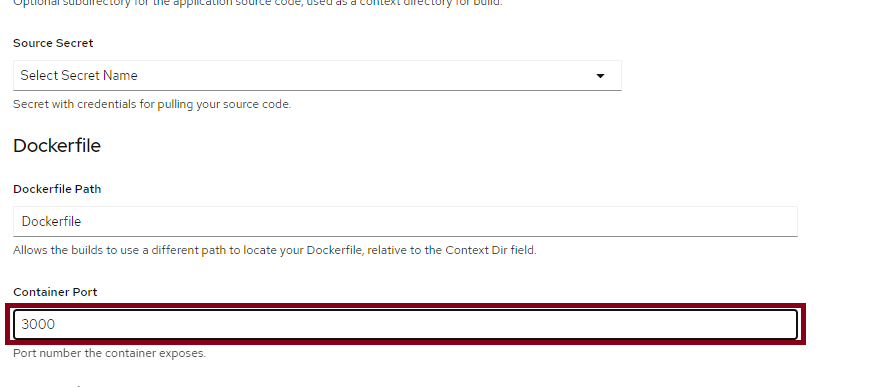 Optional subdirectory for the application source code, used as a context directory for build.
Source Secret
Select Secret Name
Secret with credentials for pulling your source code.
Dockerfile
Dockerfile Path
Dockerfile
Allows the builds to use a different path to locate your Dockerfile, relative to the Context Dir field.
Container Port
3000
Port number the container exposes.